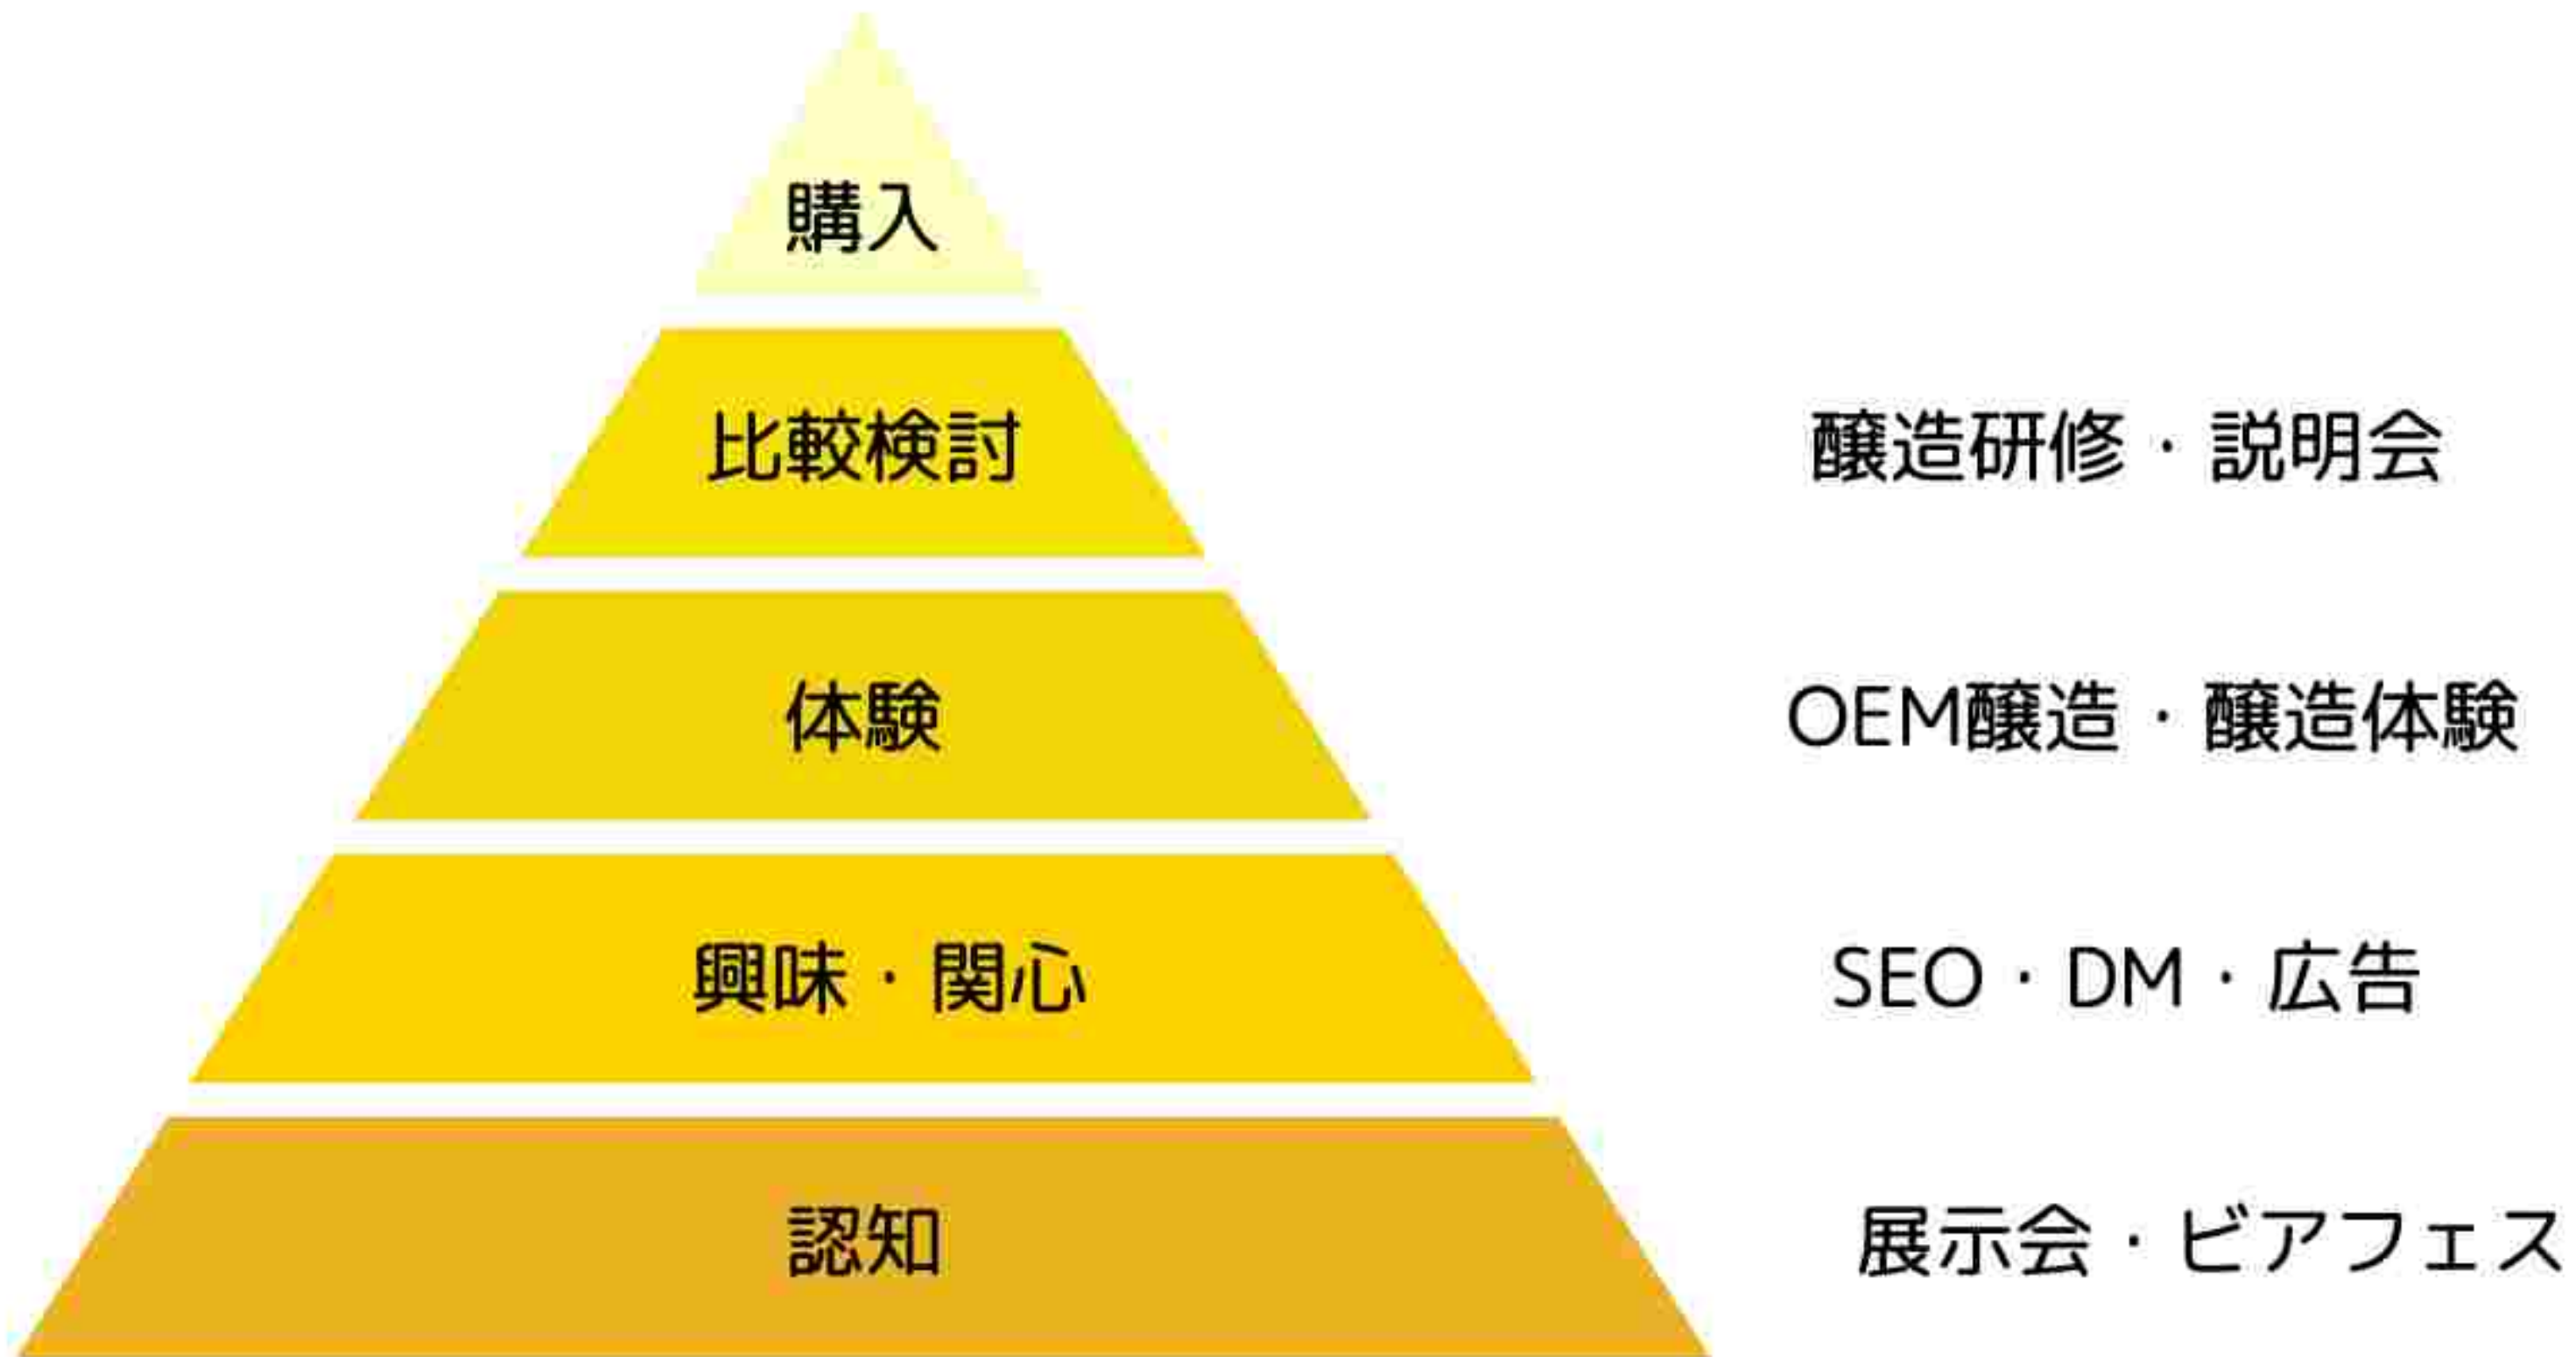 購入
比較検討
醸造研修・説明会
体験
OEM醸造・醸造体験
興味・関心
SEO・DM・広告
認知
展示会・ビアフェス